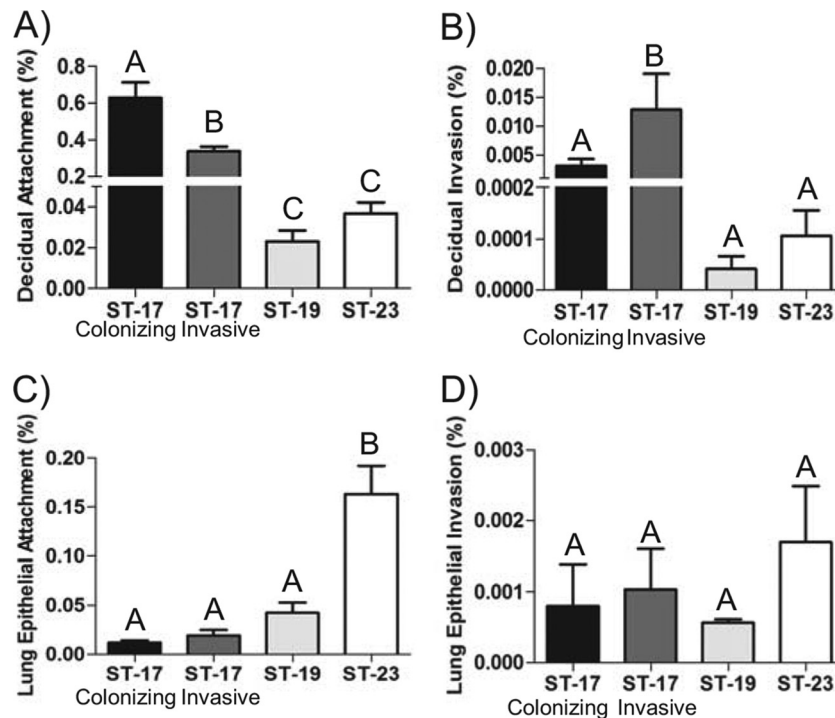 A)
Decidual Attachment (%)
0.8
0.6
0.4
0.2
0.04
0.02
0.00
A
B
C
C
ST-17 ST-17 ST-19 ST-23
Colonizing Invasive
B)
Decidual Invasion (%)
0.020
0.015
0.010
0.005
0.0002
0.0001
0.0000
A
B
A
A
ST-17 ST-17 ST-19 ST-23
Colonizing Invasive
C)
Lung Epithelial Attachment (%)
0.20
0.15
0.10
0.05
0.00
A
A
A
B
ST-17 ST-17 ST-19 ST-23
Colonizing Invasive
D)
Lung Epithelial Invasion (%)
0.003
0.002
0.001
0.000
A
A
A
A
ST-17 ST-17 ST-19 ST-23
Colonizing Invasive